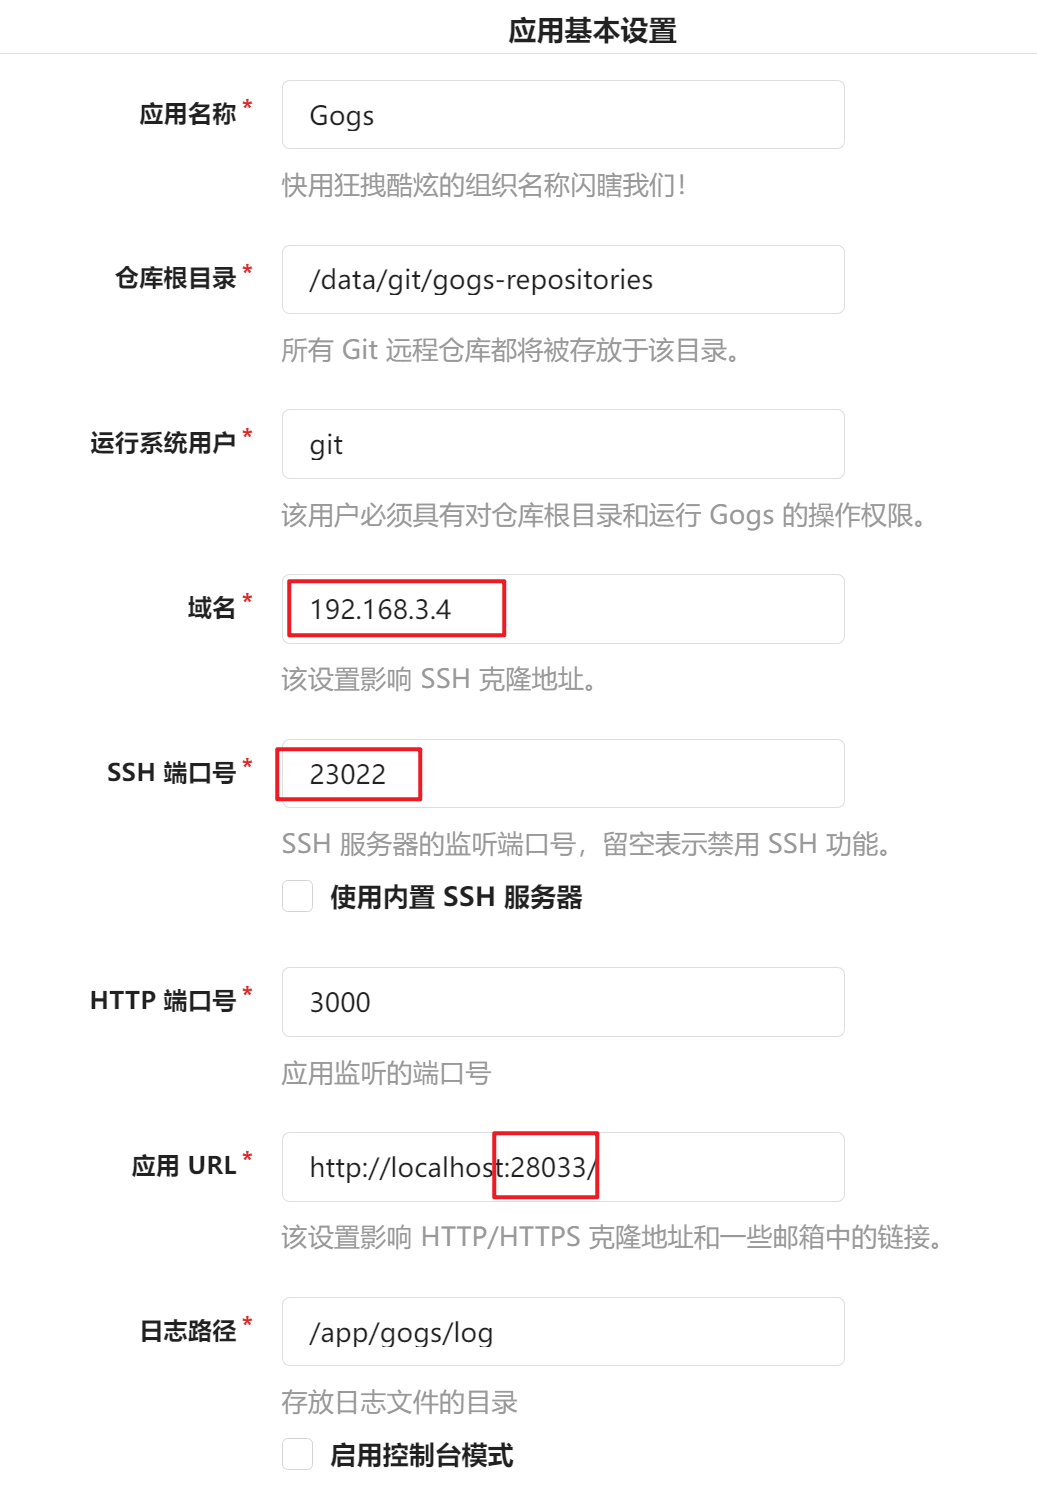 应用基本设置
应用名称*
Gogs
快用狂拽酷炫的组织名称闪瞎我们！
仓库根目录*
/data/git/gogs-repositories
所有 Git 远程仓库都将被存放于该目录。
运行系统用户*
git
该用户必须具有对仓库根目录和运行 Gogs 的操作权限。
域名*
192.168.3.4
该设置影响 SSH 克隆地址。
SSH 端口号*
23022
SSH 服务器的监听端口号，留空表示禁用 SSH 功能。
使用内置 SSH 服务器
HTTP 端口号*
3000
应用监听的端口号
应用 URL*
http://localhost:28033/
该设置影响 HTTP/HTTPS 克隆地址和一些邮箱中的链接。
日志路径*
/app/gogs/log
存放日志文件的目录
启用控制台模式